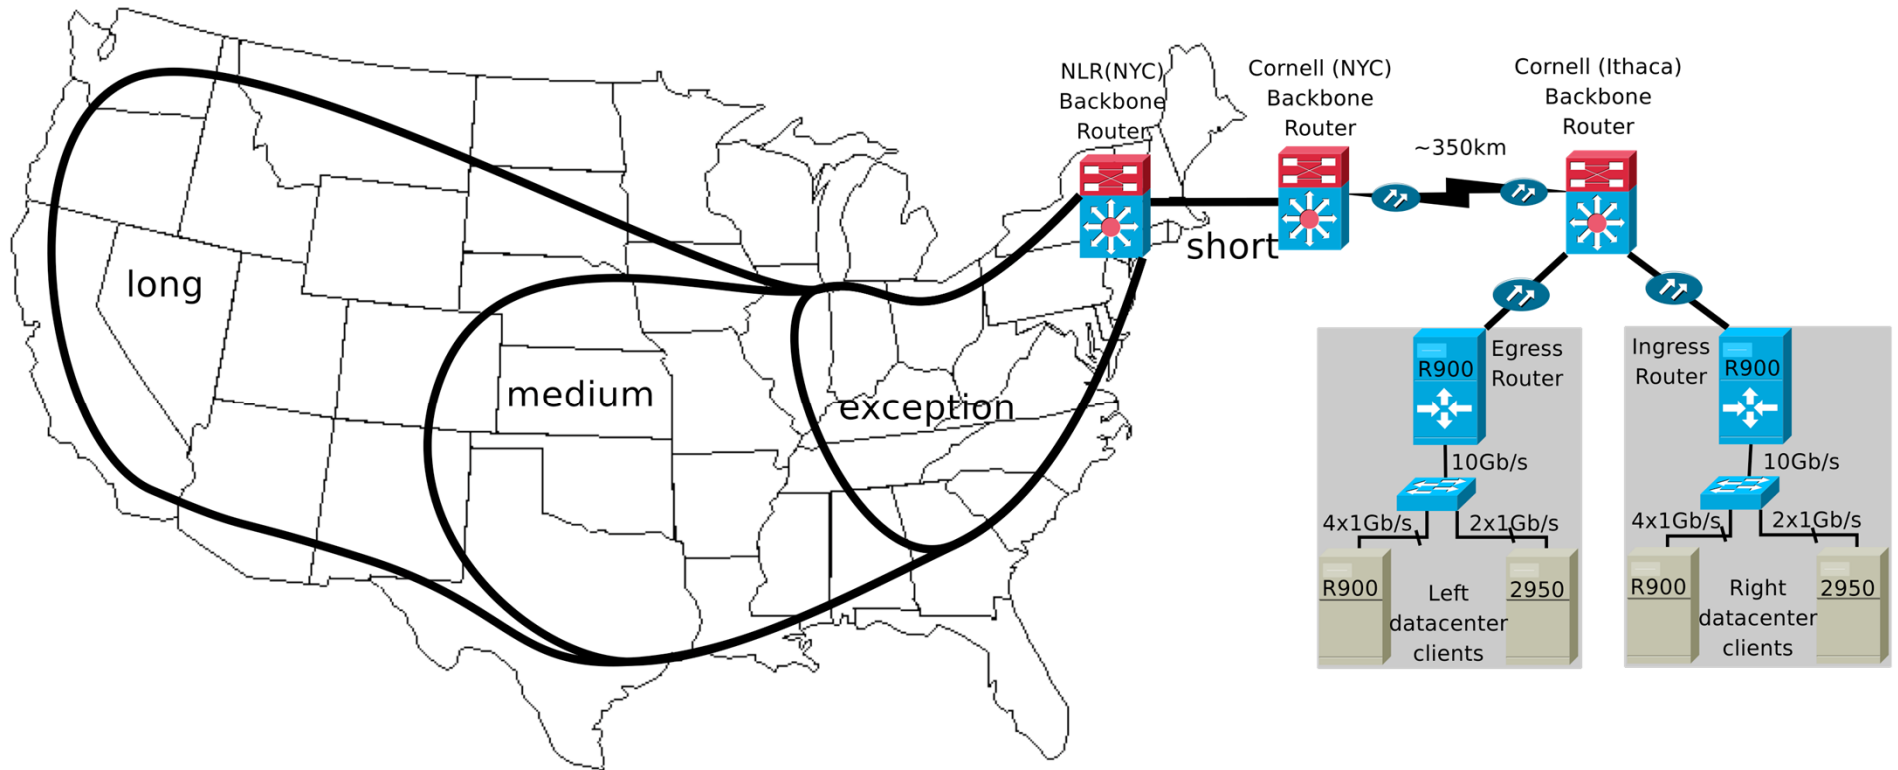 NLR(NYC)
Backbone
Router
Cornell (NYC)
Backbone
Router
Cornell (Ithaca)
Backbone
Router
~350km
short
long
medium
exception
R900
Egress
Router
Ingress
Router
R900
10Gb/s
10Gb/s
4x1Gb/s
2x1Gb/s
4x1Gb/s
2x1Gb/s
R900
Left
datacenter
clients
2950
R900
Right
datacenter
clients
2950